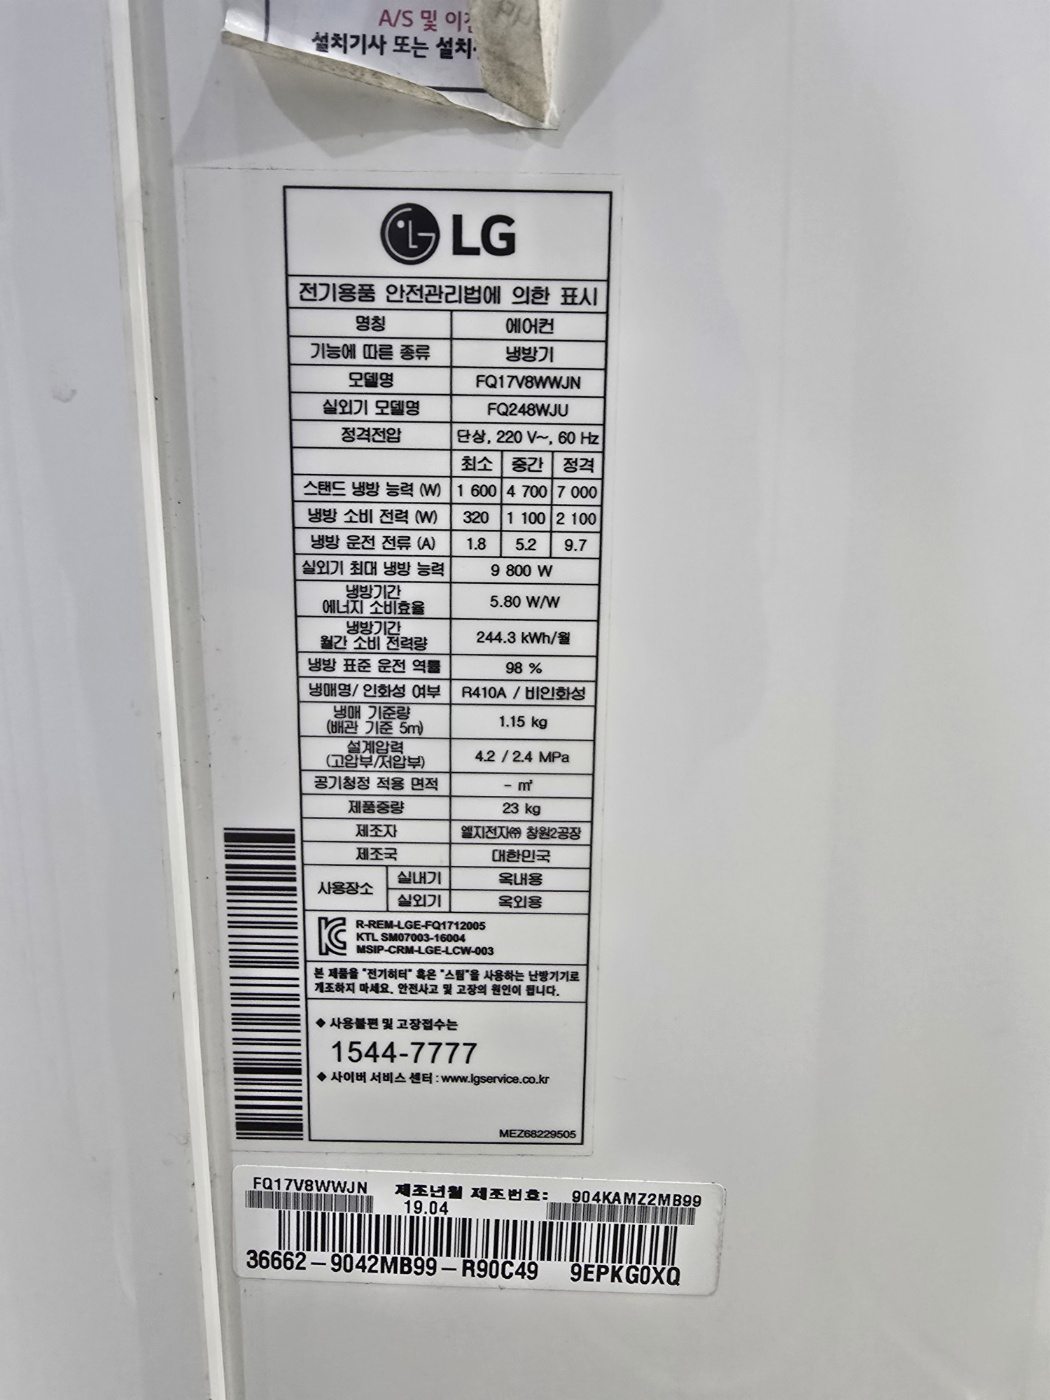 A/S 및 이전
설치기사 또는 설치
LG
전기용품 안전관리법에 의한 표시
명칭 에어컨
기능에 따른 종류 냉방기
모델명 FQ17V8WWJN
실외기 모델명 FQ248WJU
정격전압 단상, 220 V~, 60 Hz
최소 중간 정격
스탠드 냉방 능력 (W) 1 600 4 700 7 000
냉방 소비 전력 (W) 320 1 100 2 100
냉방 운전 전류 (A) 1.8 5.2 9.7
실외기 최대 냉방 능력 9 800 W
냉방기간
에너지 소비효율 5.80 W/W
냉방기간
월간 소비 전력량 244.3 kWh/월
냉방 표준 운전 역률 98 %
냉매명/ 인화성 여부 R410A / 비인화성
냉매 기준량
(배관 기준 5m) 1.15 kg
설계압력
(고압부/저압부) 4.2 / 2.4 MPa
공기청정 적용 면적 - ㎡
제품중량 23 kg
제조자 엘지전자㈜ 창원2공장
제조국 대한민국
사용장소 실내기 옥내용
실외기 옥외용
R-REM-LGE-FQ1712005
KTL SM07003-16004
MSIP-CRM-LGE-LCW-003
본 제품을 "전기히터" 혹은 "스팀"을 사용하는 난방기기로
개조하지 마세요. 안전사고 및 고장의 원인이 됩니다.
◆ 사용불편 및 고장접수는
1544-7777
◆ 사이버 서비스 센터 : www.lgservice.co.kr
MEZ68229505
FQ17V8WWJN 제조년월 제조번호: 904KAMZ2MB99
19.04
36662-9042MB99-R90C49 9EPKG0XQ